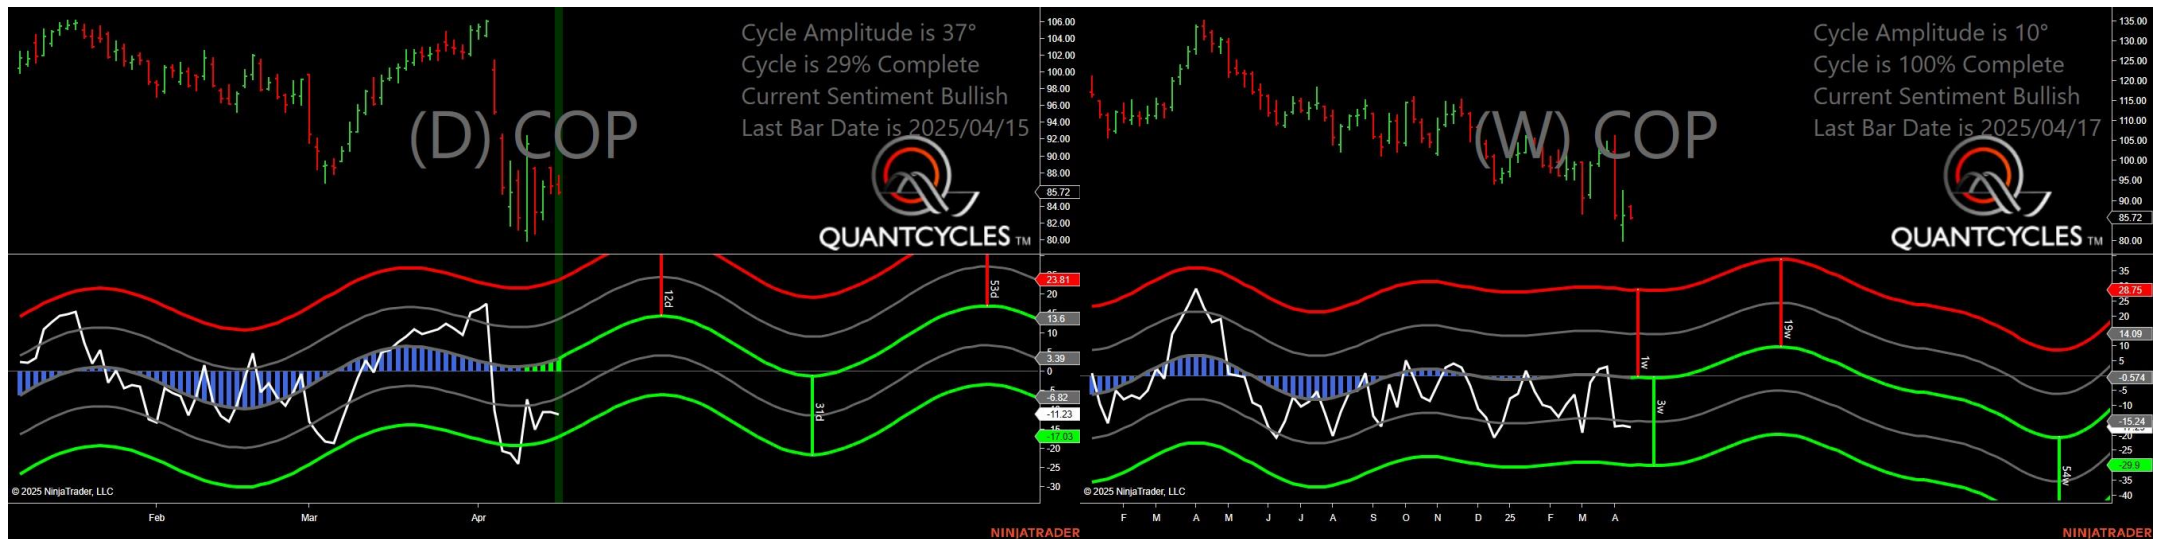 Cycle Amplitude is 37°
Cycle is 29% Complete
Current Sentiment Bullish
Last Bar Date is 2025/04/15
(D) COP
QUANTCYCLES TM
106.00
104.00
102.00
100.00
98.00
96.00
94.00
92.00
90.00
88.00
85.72
84.00
82.00
80.00
23.81
20
13.6
10
3.39
0
-6.82
-11.23
-17.03
-20
-25
-30
12d
31d
53d
© 2025 NinjaTrader, LLC
Feb Mar Apr
NINJATRADER
Cycle Amplitude is 10°
Cycle is 100% Complete
Current Sentiment Bullish
Last Bar Date is 2025/04/17
(W) COP
QUANTCYCLES TM
135.00
130.00
125.00
120.00
115.00
110.00
105.00
100.00
95.00
90.00
85.72
80.00
35
28.75
25
20
14.09
10
5
-0.574
-5
-10
-15.24
-25
-29.9
-35
-40
1w
3w
19w
54w
© 2025 NinjaTrader, LLC
F M A M J J A S O N D 25 F M A
NINJATRADER